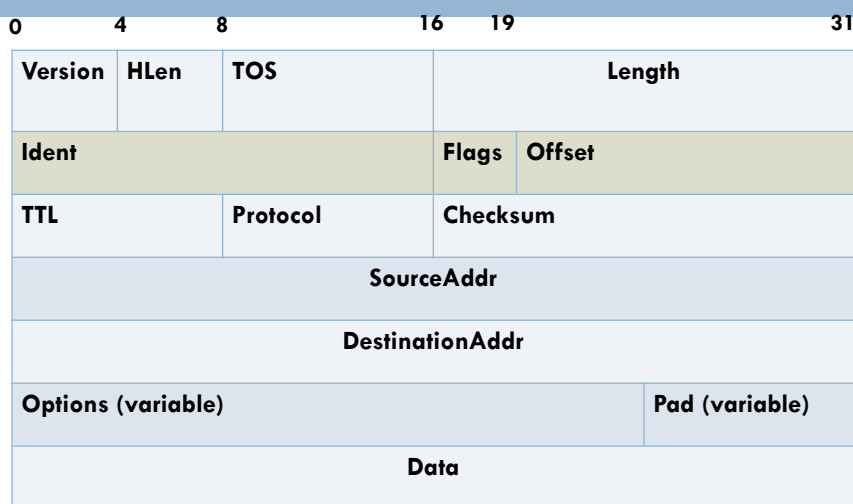 0 4 8 16 19 31
Version HLen TOS Length
Ident Flags Offset
TTL Protocol Checksum
SourceAddr
DestinationAddr
Options (variable) Pad (variable)
Data